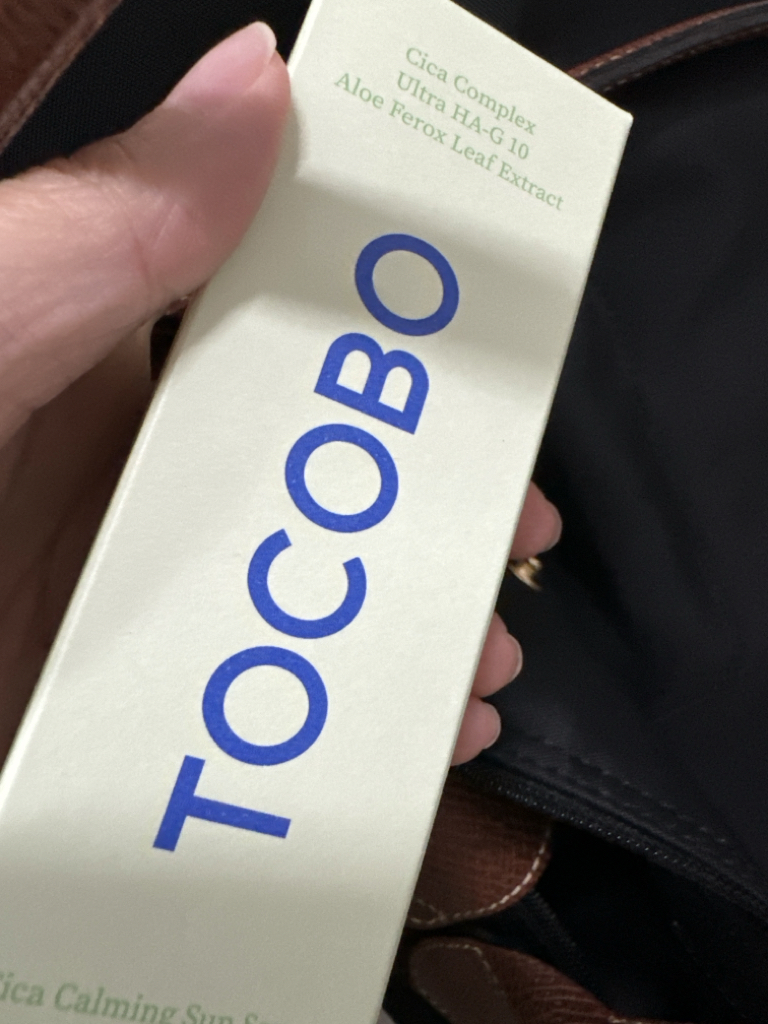 Cica Complex
Ultra HA-G 10
Aloe Ferox Leaf Extract
TOCOBO
Cica Calming Sun